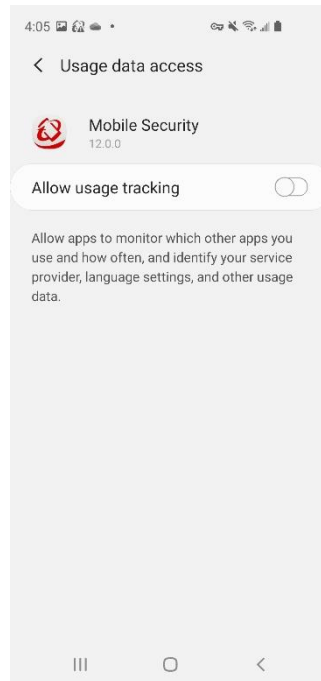 4:05
Usage data access
Mobile Security
12.0.0
Allow usage tracking
Allow apps to monitor which other apps you
use and how often, and identify your service
provider, language settings, and other usage
data.